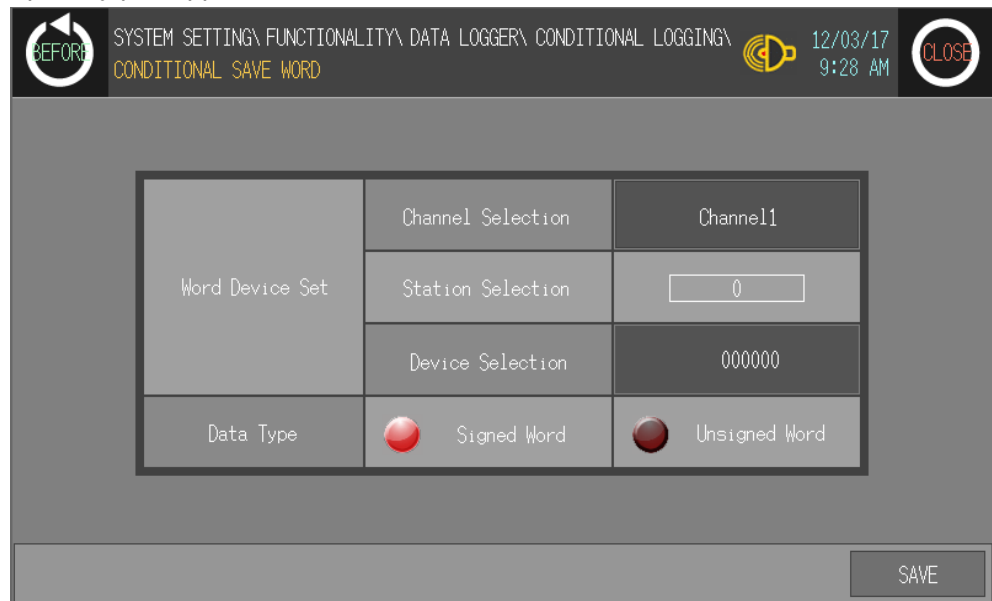 BEFORE
SYSTEM SETTING\ FUNCTIONALITY\ DATA LOGGER\ CONDITIONAL LOGGING\
CONDITIONAL SAVE WORD
12/03/17
9:28 AM
CLOSE
Channel Selection
Channel1
Word Device Set
Station Selection
0
Device Selection
000000
Data Type
Signed Word
Unsigned Word
SAVE